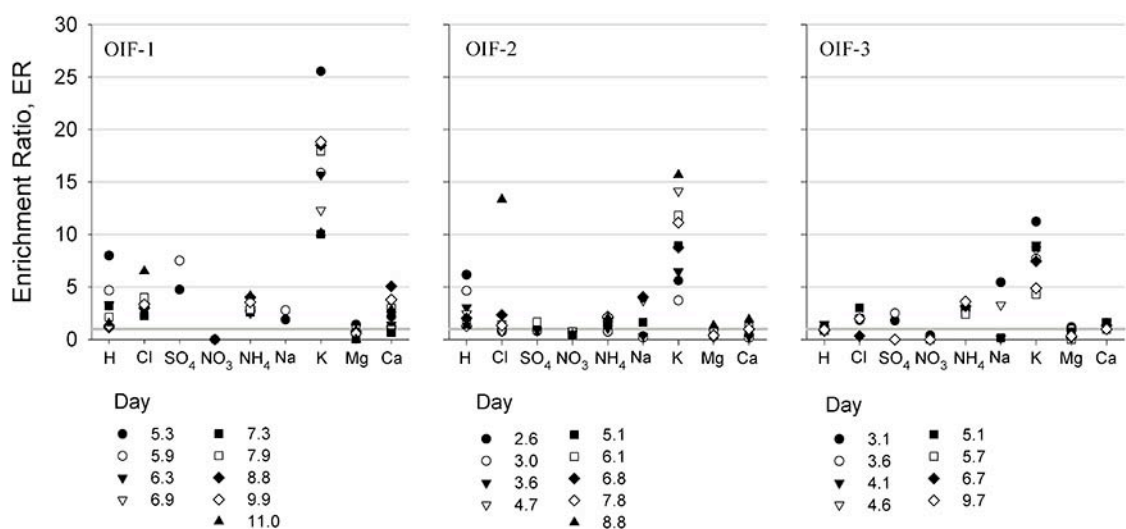 Enrichment Ratio, ER
30
25
20
15
10
5
0
OIF-1
OIF-2
OIF-3
H Cl SO₄ NO₃ NH₄ Na K Mg Ca
H Cl SO₄ NO₃ NH₄ Na K Mg Ca
H Cl SO₄ NO₃ NH₄ Na K Mg Ca
Day
5.3 7.3
5.9 7.9
6.3 8.8
6.9 9.9
11.0
Day
2.6 5.1
3.0 6.1
3.6 6.8
4.7 7.8
8.8
Day
3.1 5.1
3.6 5.7
4.1 6.7
4.6 9.7